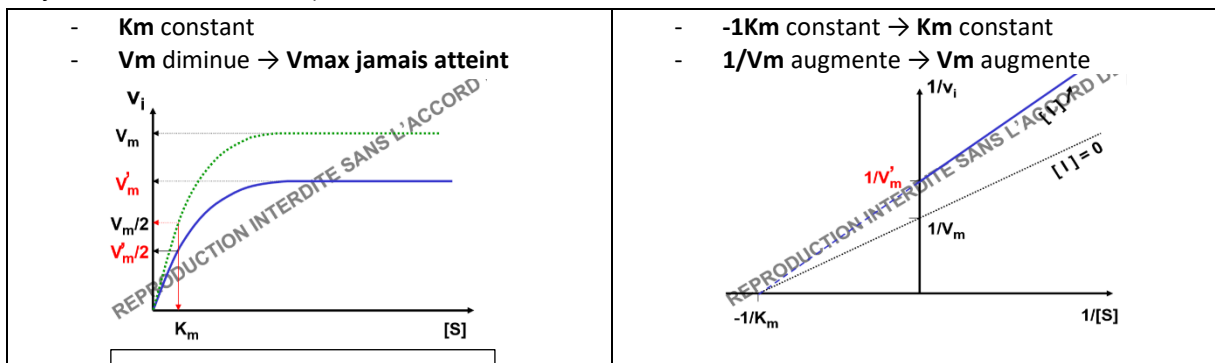 - Km constant
- Vm diminue → Vmax jamais atteint
vi
Vm
V'm
Vm/2
V'm/2
Km
[S]
REPRODUCTION INTERDITE SANS L'ACCORD
- -1Km constant → Km constant
- 1/Vm augmente → Vm augmente
1/vi
[ I ]
[ I ] = 0
1/V'm
1/Vm
-1/Km
1/[S]
REPRODUCTION INTERDITE SANS L'ACCORD D